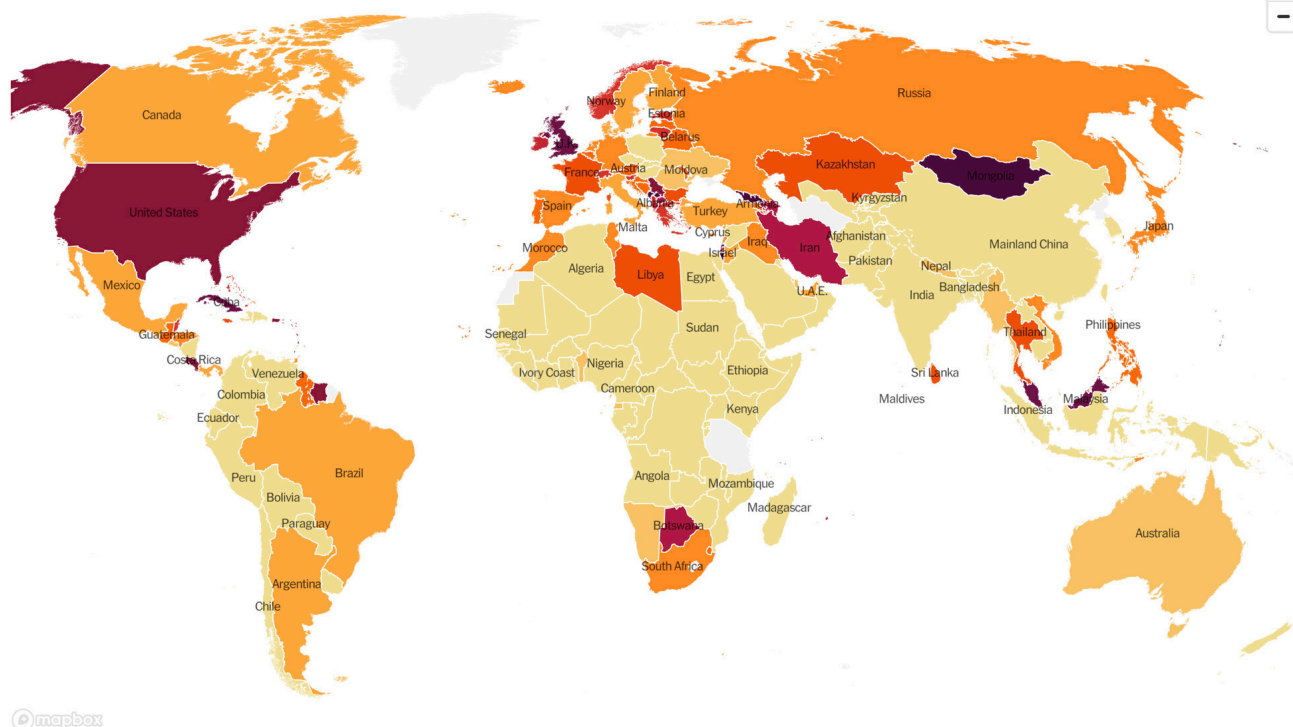 Norway
Finland
Russia
Canada
Estonia
Belarus
U.K.
Kazakhstan
France
Austria
Moldova
Mongolia
United States
Spain
Albania
Turkey
Armenia
Kyrgyzstan
Malta
Cyprus
Japan
Morocco
Israel
Iraq
Iran
Afghanistan
Mainland China
Algeria
Libya
Egypt
Pakistan
Nepal
Mexico
U.A.E.
India
Bangladesh
Cuba
Guatemala
Senegal
Sudan
Thailand
Philippines
Costa Rica
Nigeria
Venezuela
Ivory Coast
Ethiopia
Sri Lanka
Colombia
Cameroon
Maldives
Malaysia
Ecuador
Kenya
Indonesia
Peru
Brazil
Angola
Mozambique
Bolivia
Madagascar
Paraguay
Botswana
Australia
South Africa
Argentina
Chile
mapbox